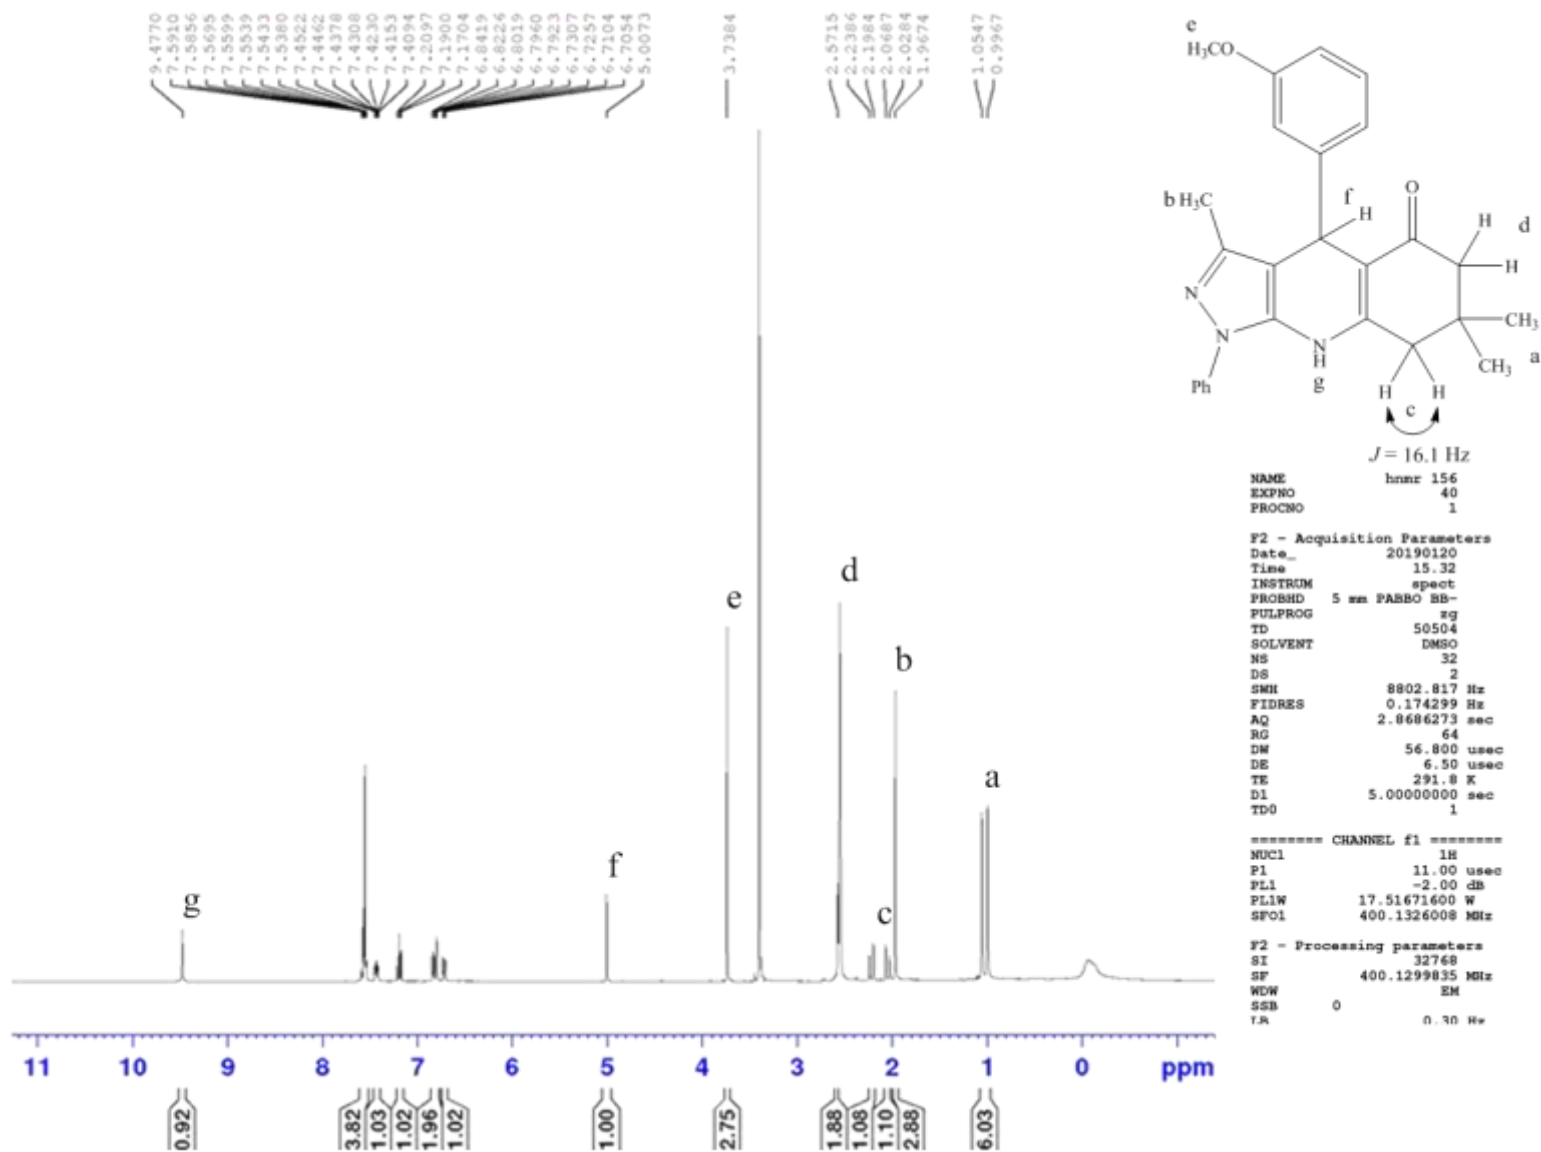 9.4770
7.5910
7.5856
7.5695
7.5599
7.5539
7.5433
7.5380
7.4522
7.4462
7.4378
7.4308
7.4230
7.4153
7.4094
7.2097
7.1900
7.1704
6.8419
6.8226
6.8019
6.7960
6.7923
6.7307
6.7257
6.7104
6.7054
5.0073
3.7384
2.5715
2.2386
2.1984
2.0687
2.0284
1.9674
1.0547
0.9967
e
H₃CO
b H₃C
f
H
O
H
d
H
N
N
N
H
g
Ph
CH₃
CH₃
a
H
H
c
J = 16.1 Hz
NAME hnmr 156
EXPNO 40
PROCNO 1
F2 - Acquisition Parameters
Date_ 20190120
Time 15.32
INSTRUM spect
PROBHD 5 mm PABBO BB-
PULPROG zg
TD 50504
SOLVENT DMSO
NS 32
DS 2
SWH 8802.817 Hz
FIDRES 0.174299 Hz
AQ 2.8686273 sec
RG 64
DW 56.800 usec
DE 6.50 usec
TE 291.8 K
D1 5.00000000 sec
TD0 1
======== CHANNEL f1 ========
NUC1 1H
P1 11.00 usec
PL1 -2.00 dB
PL1W 17.51671600 W
SFO1 400.1326008 MHz
F2 - Processing parameters
SI 32768
SF 400.1299835 MHz
WDW EM
SSB 0
LB 0.30 Hz
g
f
e
d
c
b
a
11 10 9 8 7 6 5 4 3 2 1 0 ppm
0.92
3.82
1.03
1.02
1.96
1.02
1.00
2.75
1.88
1.08
1.10
2.88
6.03